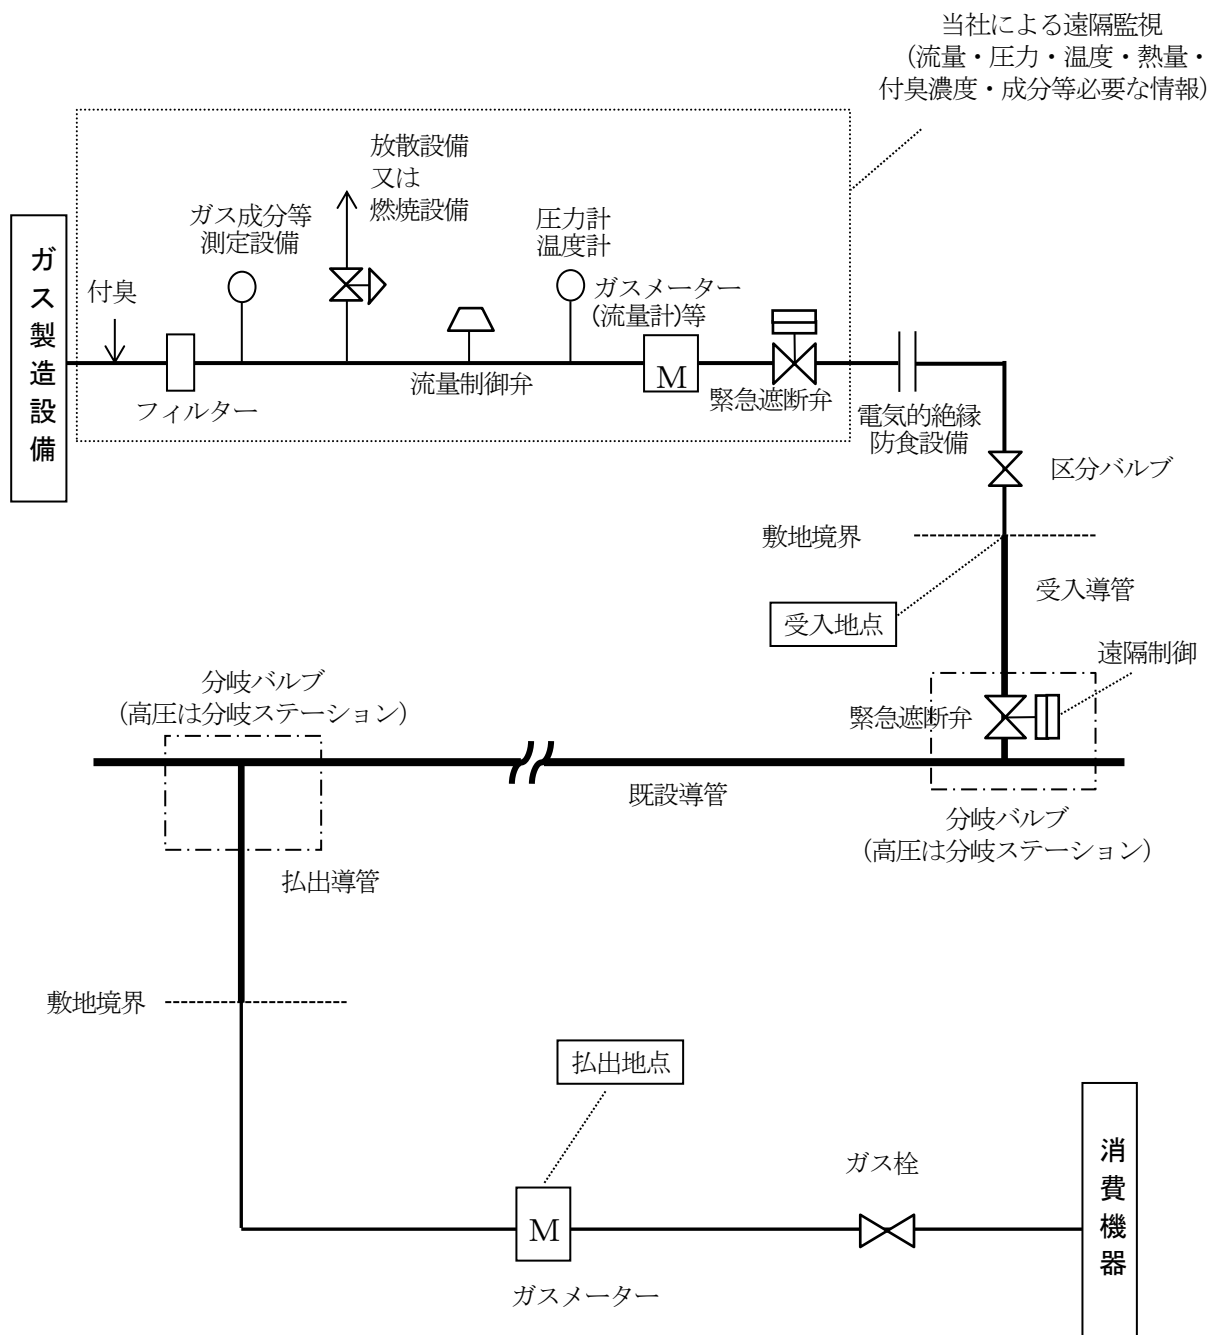 当社による遠隔監視
(流量・圧力・温度・熱量・
付臭濃度・成分等必要な情報)
放散設備
又は
燃焼設備
ガス成分等
測定設備
圧力計
温度計
ガス製造設備
付臭
ガスメーター
(流量計)等
M
流量制御弁
緊急遮断弁
フィルター
電気的絶縁
防食設備
区分バルブ
敷地境界
受入導管
受入地点
遠隔制御
分岐バルブ
(高圧は分岐ステーション)
緊急遮断弁
既設導管
分岐バルブ
(高圧は分岐ステーション)
払出導管
敷地境界
払出地点
ガス栓
消費機器
M
ガスメーター